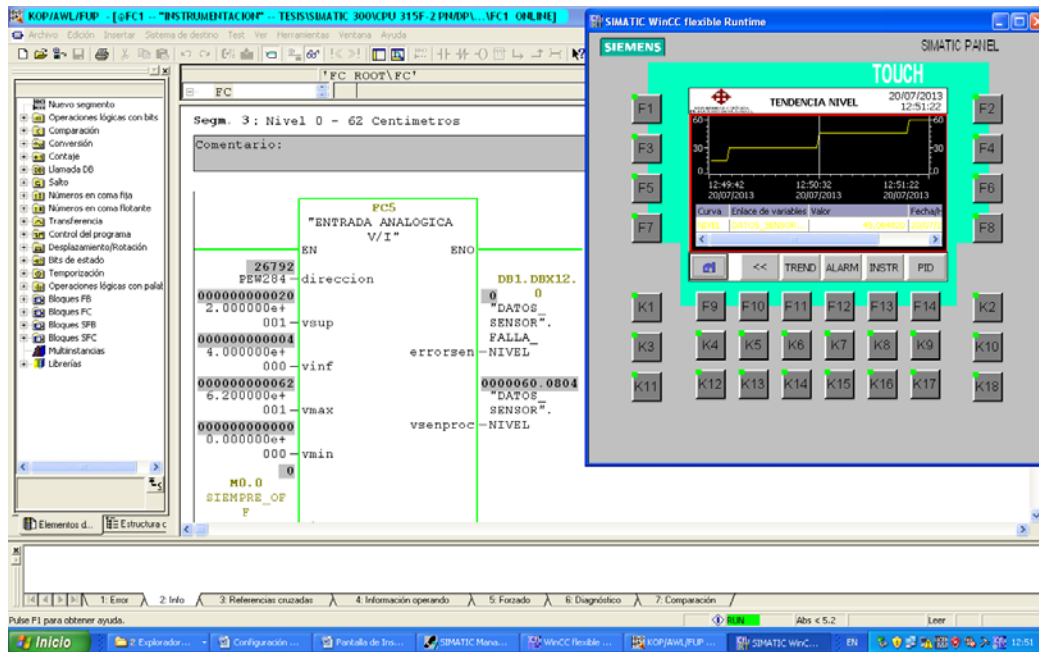 KOP/AWL/FUP - [@FC1 -- "INSTRUMENTACION" -- TESIS\SIMATIC 300\CPU 315F-2 PN/DP\...\FC1 ONLINE]
Archivo Edición Insertar Sistema de destino Test Ver Herramientas Ventana Ayuda
Nuevo segmento
Operaciones lógicas con bits
Comparación
Conversión
Contaje
Llamada DB
Salto
Números en coma fija
Números en coma flotante
Transferencia
Control del programa
Desplazamiento/Rotación
Bits de estado
Temporización
Operaciones lógicas con palab
Bloques FB
Bloques FC
Bloques SFB
Bloques SFC
Multiinstancias
Librerías
Elementos d...
Estructura c
'FC ROOT\FC'
FC
Segm. 3: Nivel 0 - 62 Centimetros
Comentario:
FC5
"ENTRADA ANALOGICA
V/I"
EN
ENO
26792
PEW284
direccion
000000000020
2.000000e+
001
vsup
000000000004
4.000000e+
000
vinf
000000000062
6.200000e+
001
vmax
000000000000
0.000000e+
000
vmin
0
M0.0
SIEMPRE_OF
F
DB1.DBX12.
0
0
"DATOS_
SENSOR".
FALLA_
errorsen
NIVEL
0000060.0804
"DATOS_
SENSOR".
vsenproc
NIVEL
SIMATIC WinCC flexible Runtime
SIEMENS
SIMATIC PANEL
TOUCH
TENDENCIA NIVEL
20/07/2013
12:51:22
60
60
30
30
0
12:49:42
12:50:32
12:51:22
20/07/2013
20/07/2013
20/07/2013
Curva
Enlace de variables
Valor
Fecha/h
<<
TREND
ALARM
INSTR
PID
F1
F2
F3
F4
F5
F6
F7
F8
K1
F9
F10
F11
F12
F13
F14
K2
K3
K4
K5
K6
K7
K8
K9
K10
K11
K12
K13
K14
K15
K16
K17
K18
1: Error
2: Info
3: Referencias cruzadas
4: Información operando
5: Forzado
6: Diagnóstico
7: Comparación
Pulse F1 para obtener ayuda.
RUN
Abs < 5.2
Leer
Inicio
2 Explorador...
Configuración ...
Pantalla de Ins...
SIMATIC Mana...
WinCC flexible ...
KOP/AWL/FUP ...
SIMATIC WinC...
EN
12:51